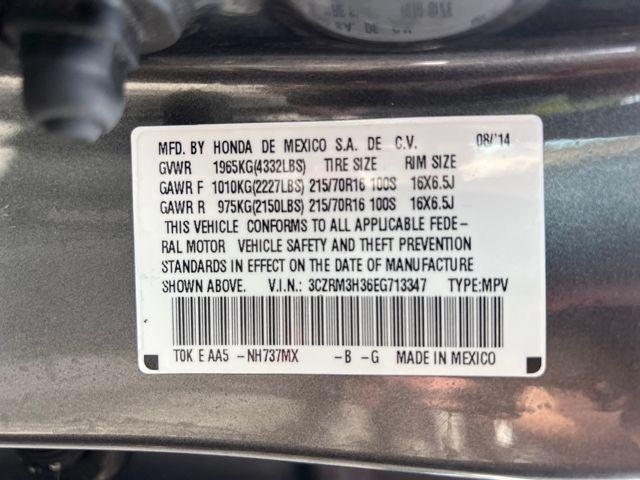 MFD. BY HONDA DE MEXICO S.A. DE C.V. 08/14
GVWR 1965KG(4332LBS) TIRE SIZE RIM SIZE
GAWR F 1010KG(2227LBS) 215/70R16 100S 16X6.5J
GAWR R 975KG(2150LBS) 215/70R16 100S 16X6.5J
THIS VEHICLE CONFORMS TO ALL APPLICABLE FEDE-
RAL MOTOR VEHICLE SAFETY AND THEFT PREVENTION
STANDARDS IN EFFECT ON THE DATE OF MANUFACTURE
SHOWN ABOVE. V.I.N.: 3CZRM3H36EG713347 TYPE:MPV
T0K E AA5 -NH737MX -B -G MADE IN MEXICO